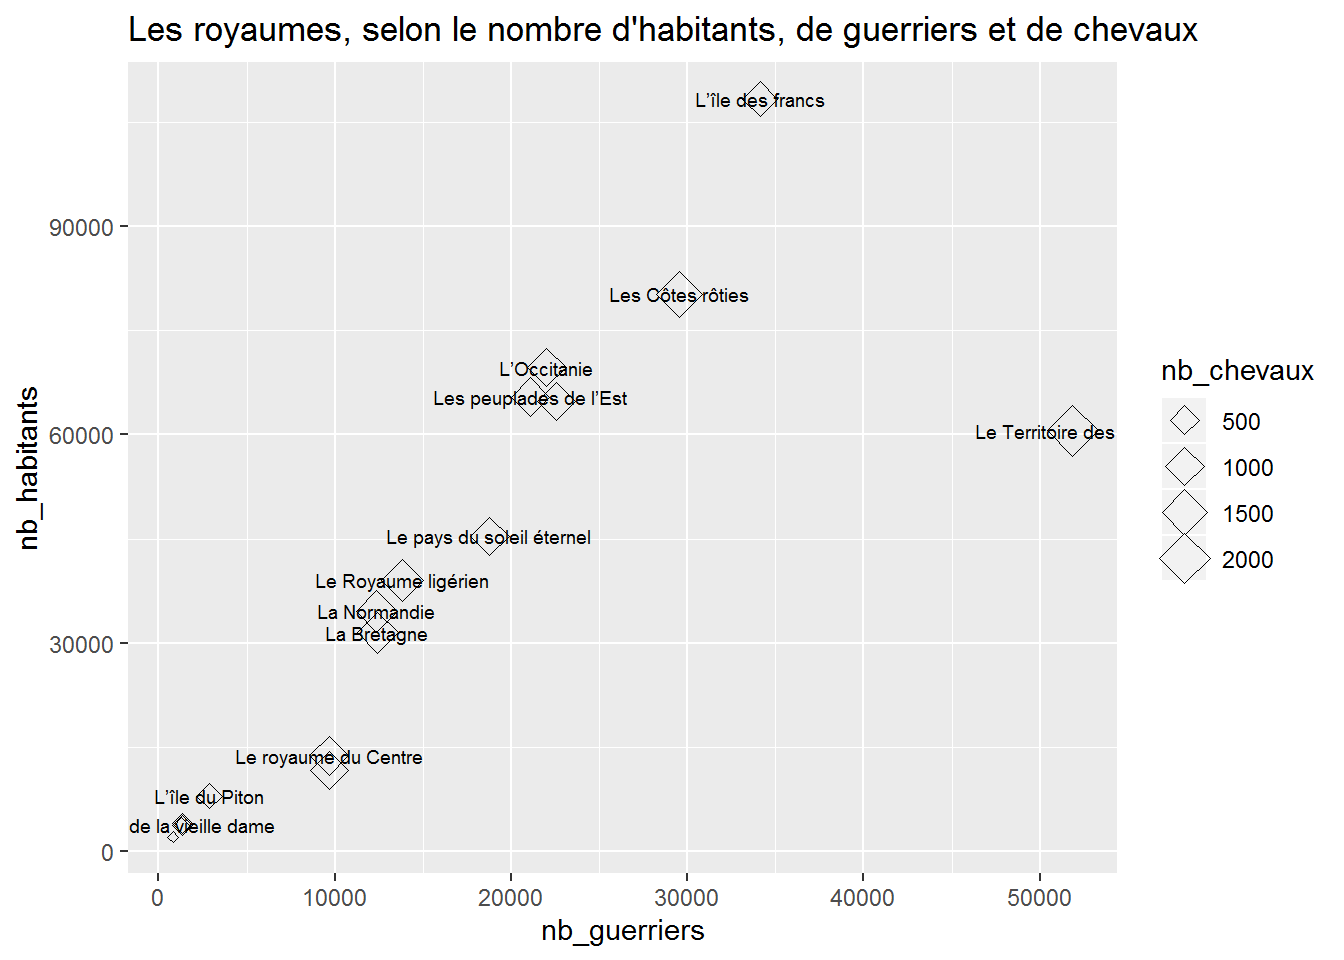 Les royaumes, selon le nombre d'habitants, de guerriers et de chevaux
L’île des francs
90000
Les Côtes rôties
L’Occitanie
Les peuplades de l’Est
60000
Le Territoire des
Le pays du soleil éternel
Le Royaume ligérien
La Normandie
La Bretagne
30000
Le royaume du Centre
L’île du Piton
de la vieille dame
0
0 10000 20000 30000 40000 50000
nb_guerriers
nb_habitants
nb_chevaux
500
1000
1500
2000